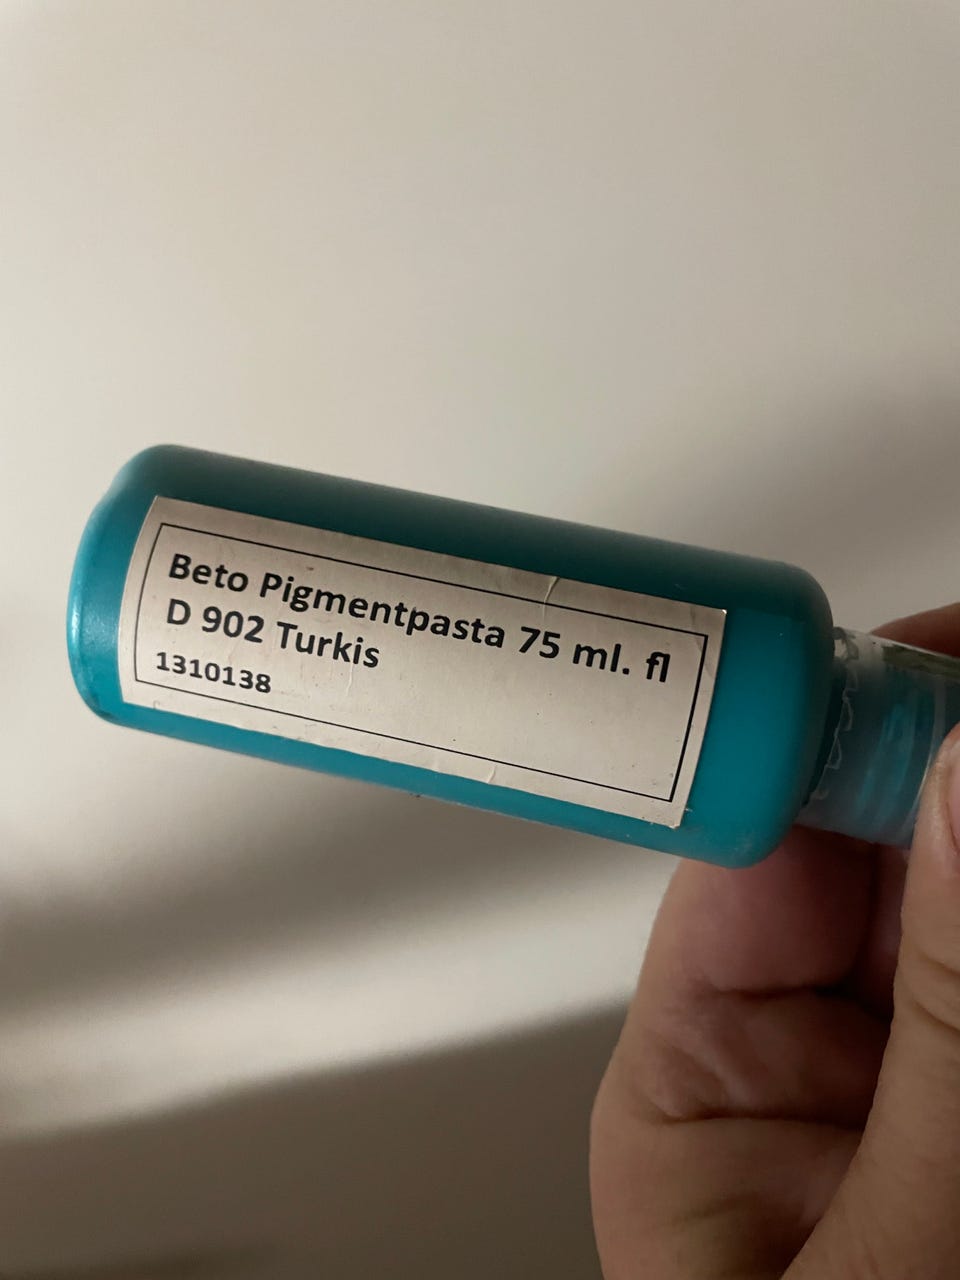 Beto Pigmentpasta 75 ml. fl
D 902 Turkis
1310138